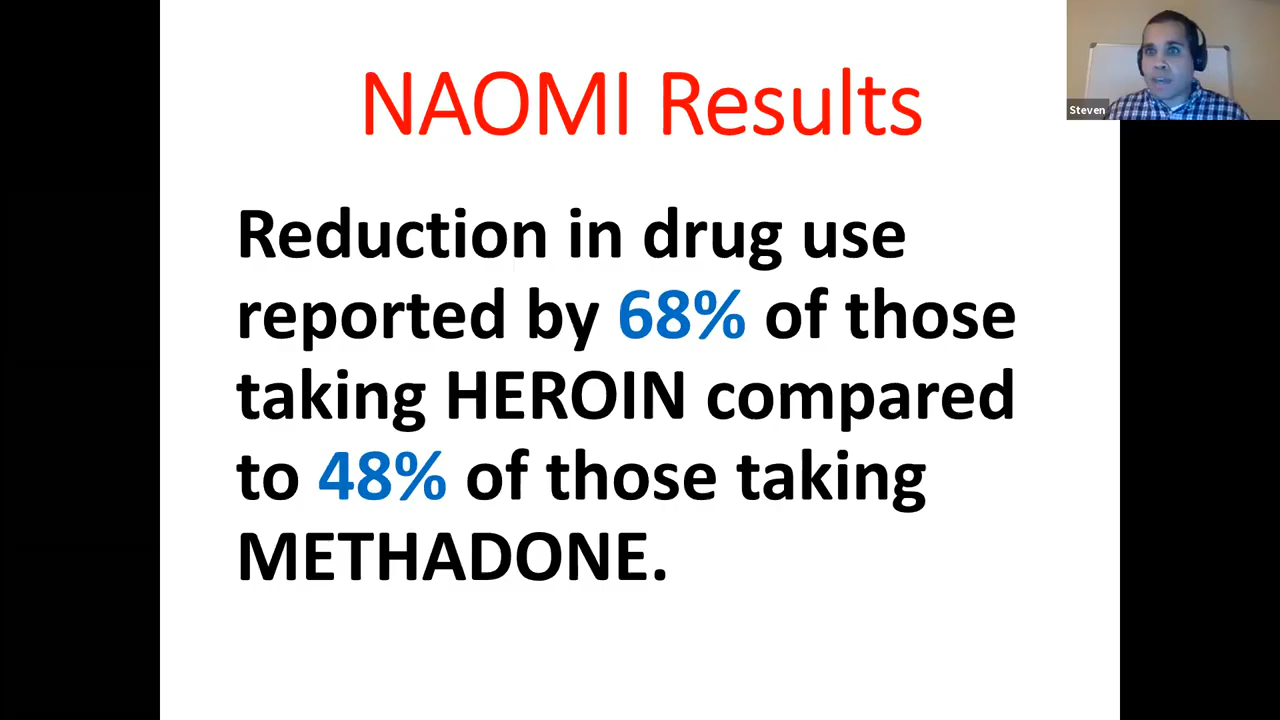 NAOMI Results
Steven
Reduction in drug use
reported by 68% of those
taking HEROIN compared
to 48% of those taking
METHADONE.